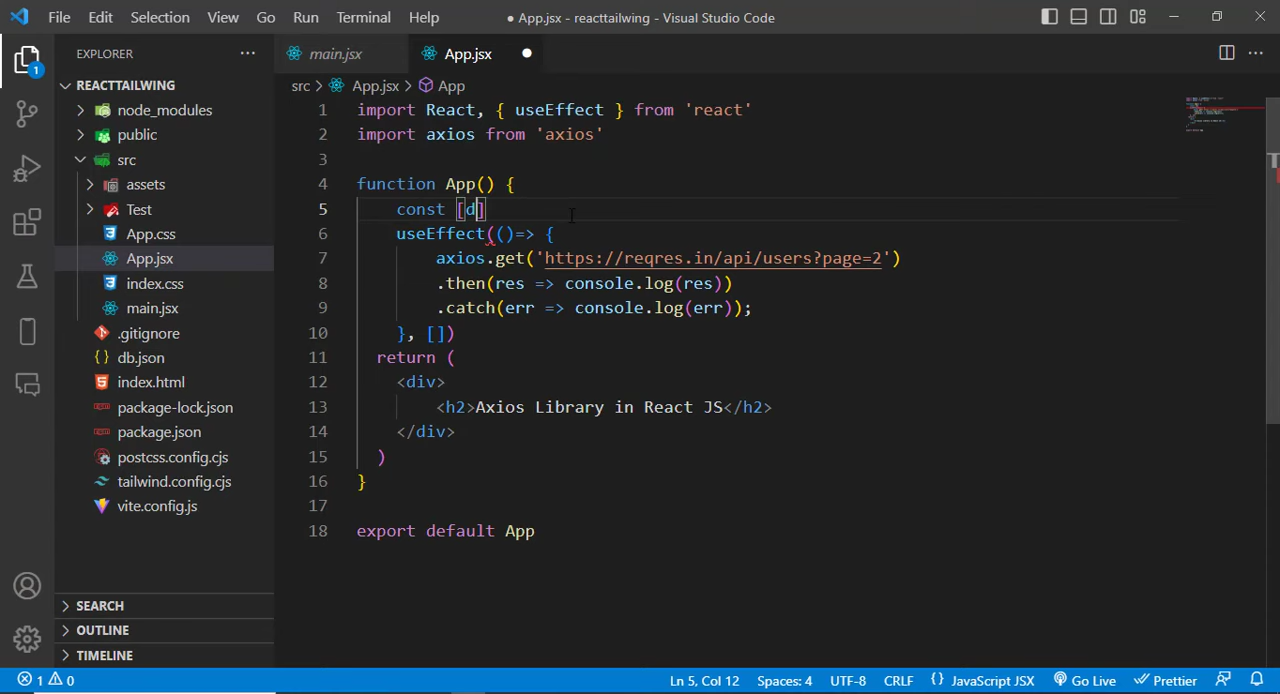 File Edit Selection View Go Run Terminal Help ● App.jsx - reacttailwing - Visual Studio Code
EXPLORER ···
main.jsx App.jsx ●
REACTTAILWING
src > App.jsx > App
node_modules
public
src
assets
Test
App.css
App.jsx
index.css
main.jsx
.gitignore
db.json
index.html
package-lock.json
package.json
postcss.config.cjs
tailwind.config.cjs
vite.config.js
SEARCH
OUTLINE
TIMELINE
1
1 import React, { useEffect } from 'react'
2 import axios from 'axios'
3
4 function App() {
5 const [d]
6 useEffect(()=> {
7 axios.get('https://reqres.in/api/users?page=2')
8 .then(res => console.log(res))
9 .catch(err => console.log(err));
10 }, [])
11 return (
12 <div>
13 <h2>Axios Library in React JS</h2>
14 </div>
15 )
16 }
17
18 export default App
1 0 Ln 5, Col 12 Spaces: 4 UTF-8 CRLF {} JavaScript JSX Go Live Prettier